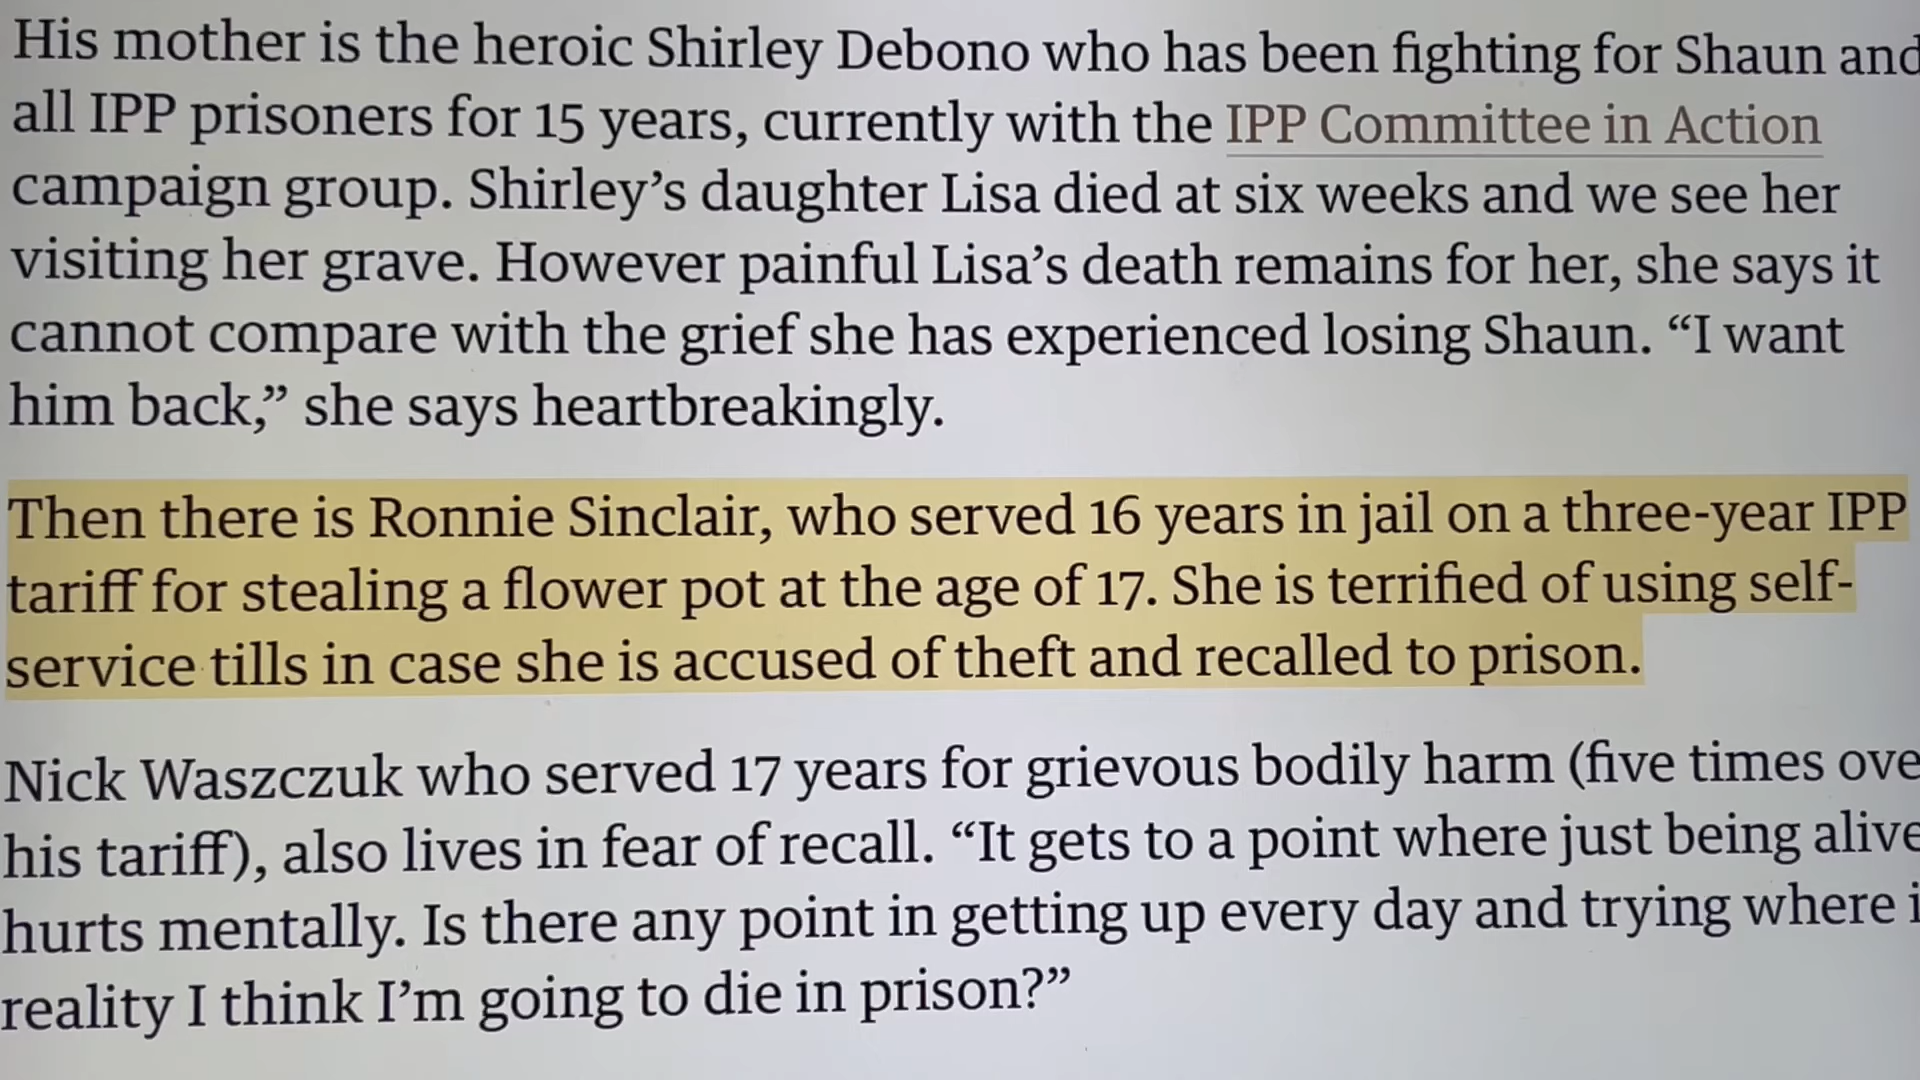 His mother is the heroic Shirley Debono who has been fighting for Shaun and
all IPP prisoners for 15 years, currently with the IPP Committee in Action
campaign group. Shirley’s daughter Lisa died at six weeks and we see her
visiting her grave. However painful Lisa’s death remains for her, she says it
cannot compare with the grief she has experienced losing Shaun. “I want
him back,” she says heartbreakingly.
Then there is Ronnie Sinclair, who served 16 years in jail on a three-year IPP
tariff for stealing a flower pot at the age of 17. She is terrified of using self-
service tills in case she is accused of theft and recalled to prison.
Nick Waszczuk who served 17 years for grievous bodily harm (five times ove
his tariff), also lives in fear of recall. “It gets to a point where just being alive
hurts mentally. Is there any point in getting up every day and trying where i
reality I think I’m going to die in prison?”